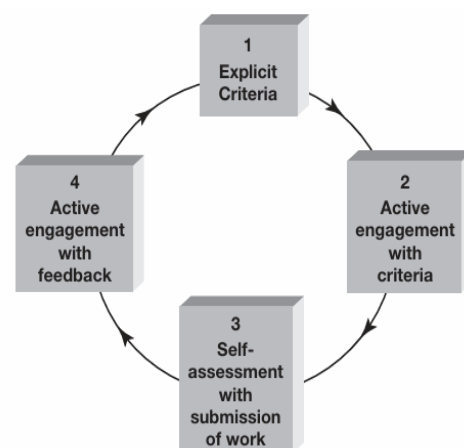 1
Explicit
Criteria
2
Active
engagement
with
criteria
3
Self-
assessment
with
submission
of work
4
Active
engagement
with
feedback